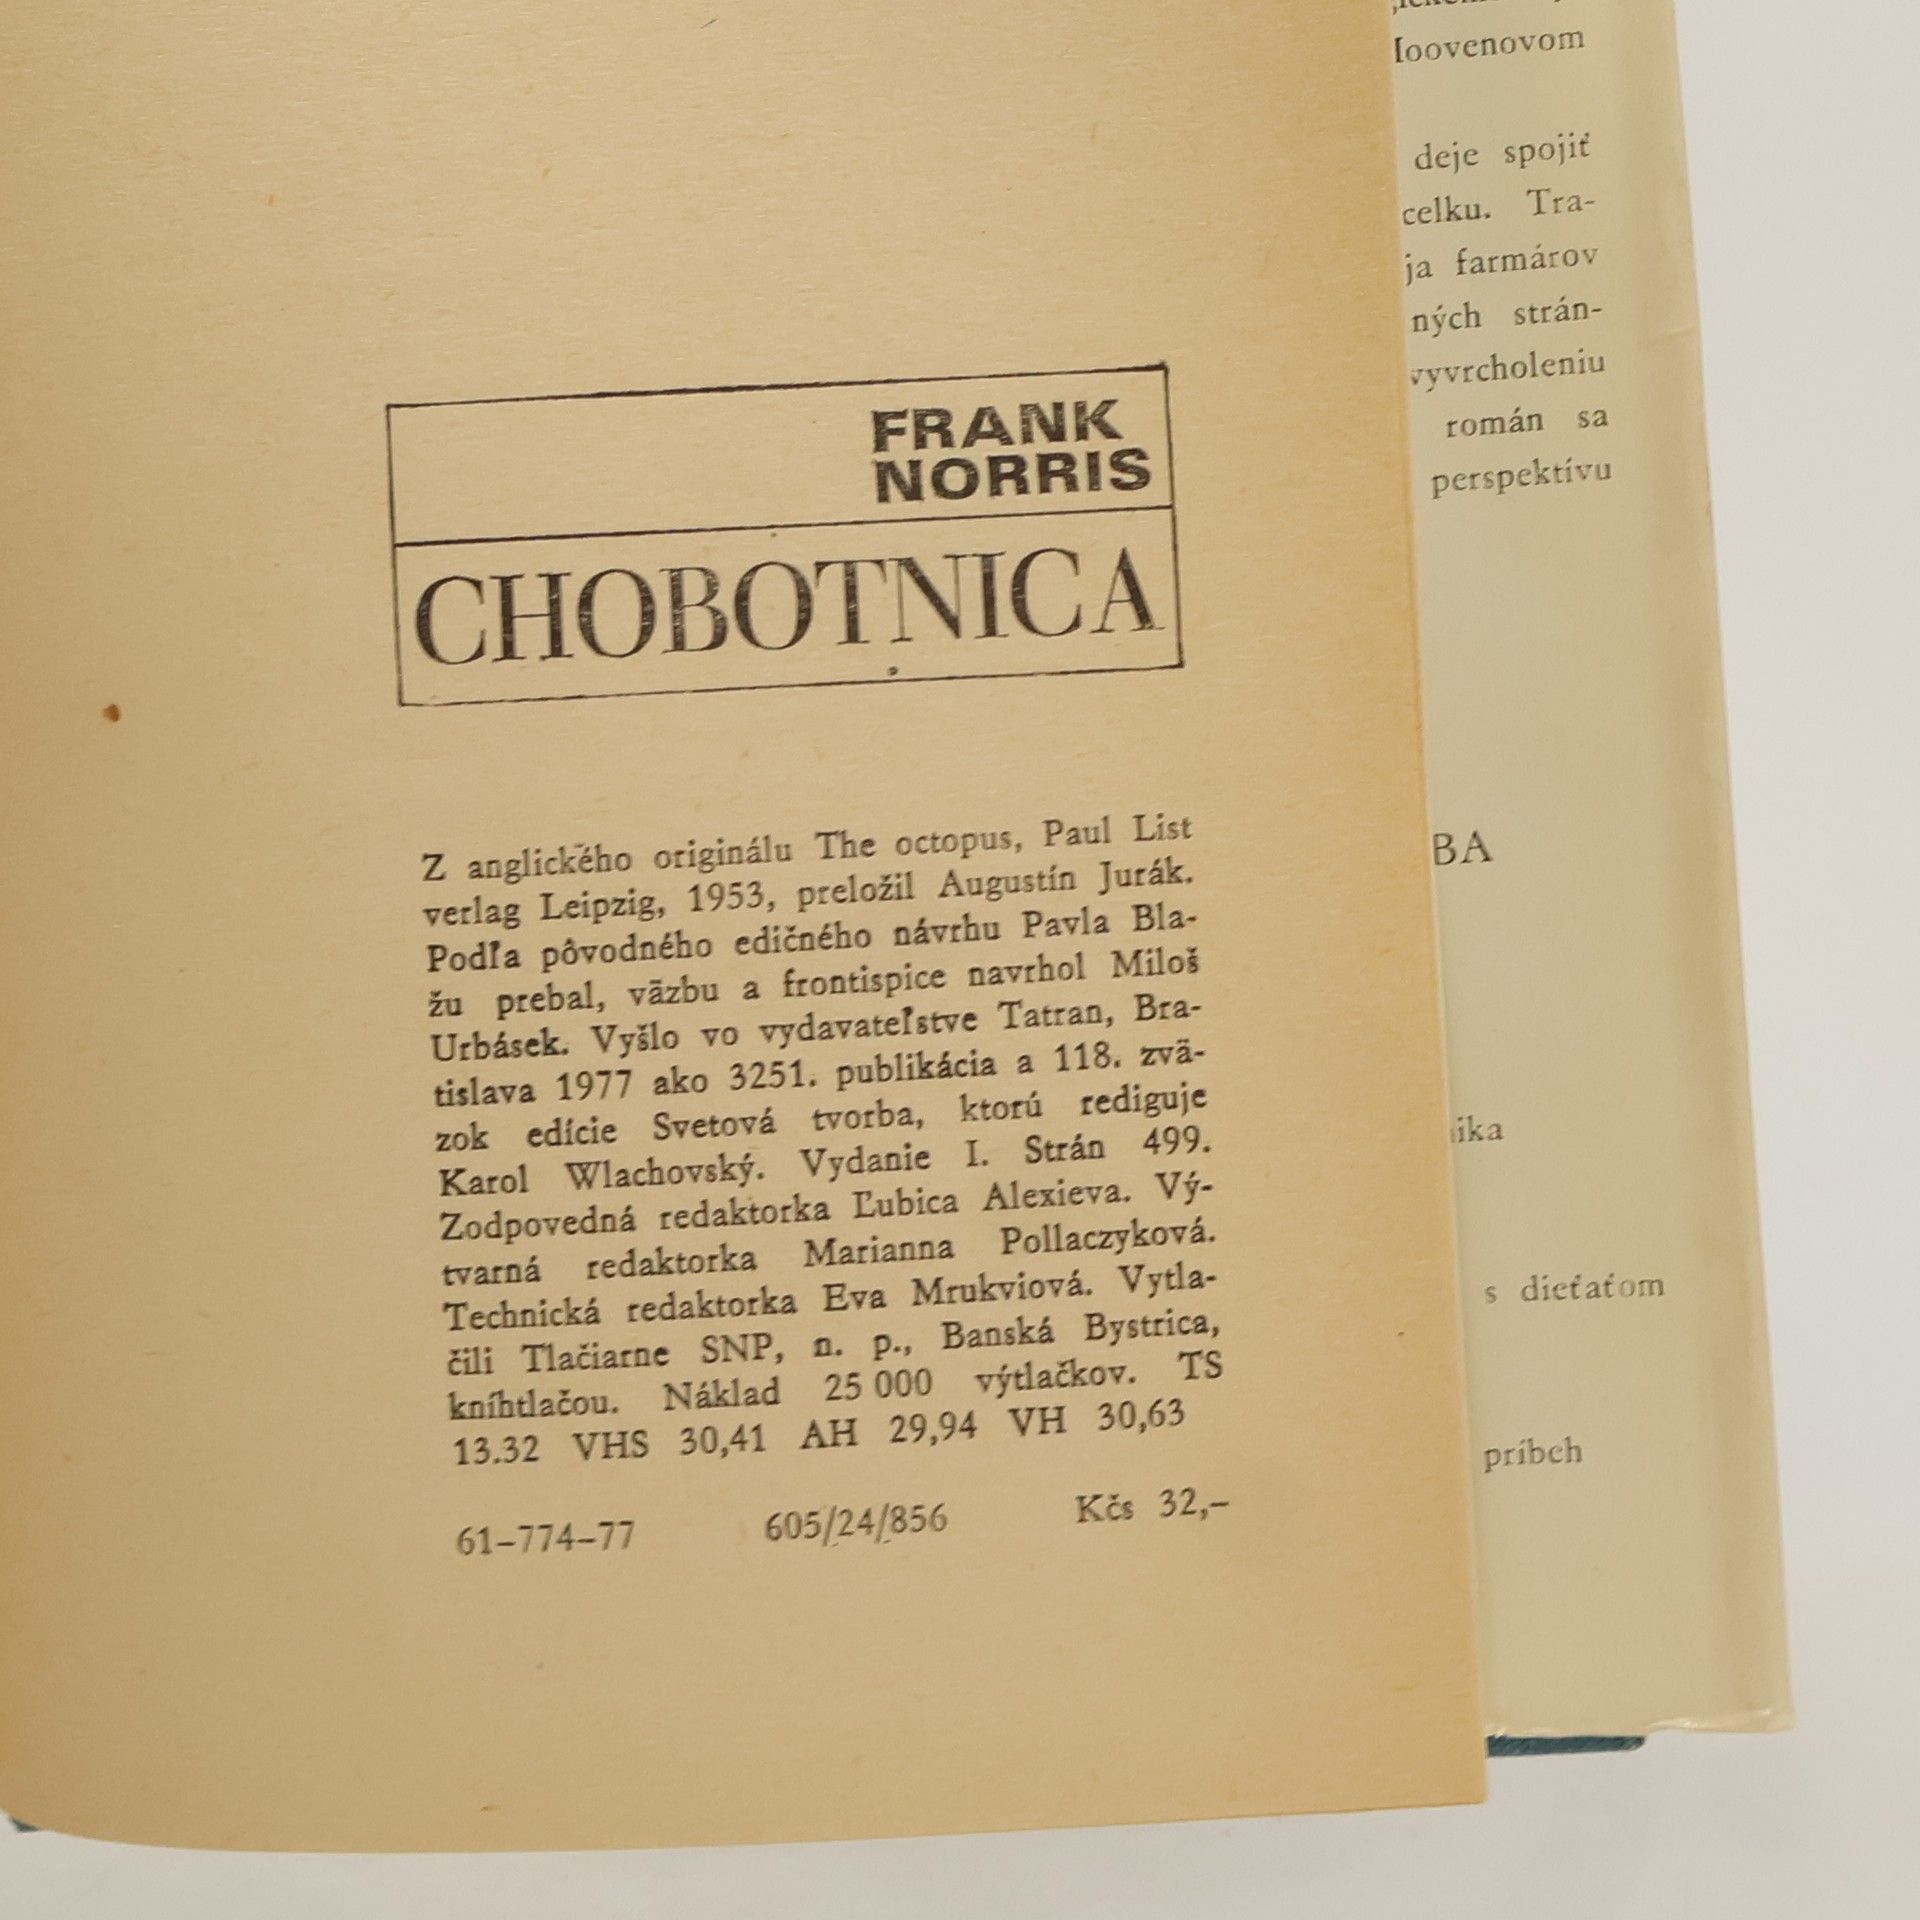 FRANK
NORRIS
CHOBOTNICA
Z anglického originálu The octopus, Paul List
verlag Leipzig, 1953, preložil Augustín Jurák.
Podľa pôvodného edičného návrhu Pavla Bla-
žu prebal, väzbu a frontispice navrhol Miloš
Urbásek. Vyšlo vo vydavateľstve Tatran, Bra-
tislava 1977 ako 3251. publikácia a 118. zvä-
zok edície Svetová tvorba, ktorú rediguje
Karol Wlachovský. Vydanie I. Strán 499.
Zodpovedná redaktorka Ľubica Alexieva. Vý-
tvarná redaktorka Marianna Pollaczyková.
Technická redaktorka Eva Mrukviová. Vytla-
čili Tlačiarne SNP, n. p., Banská Bystrica,
kníhtlačou. Náklad 25 000 výtlačkov. TS
13.32 VHS 30,41 AH 29,94 VH 30,63
61-774-77 605/24/856 Kčs 32,-
deje spojiť
celku. Tra-
ja farmárov
ných strán-
vyvrcholeniu
román sa
perspektívu
BA
ika
s dieťaťom
príbeh